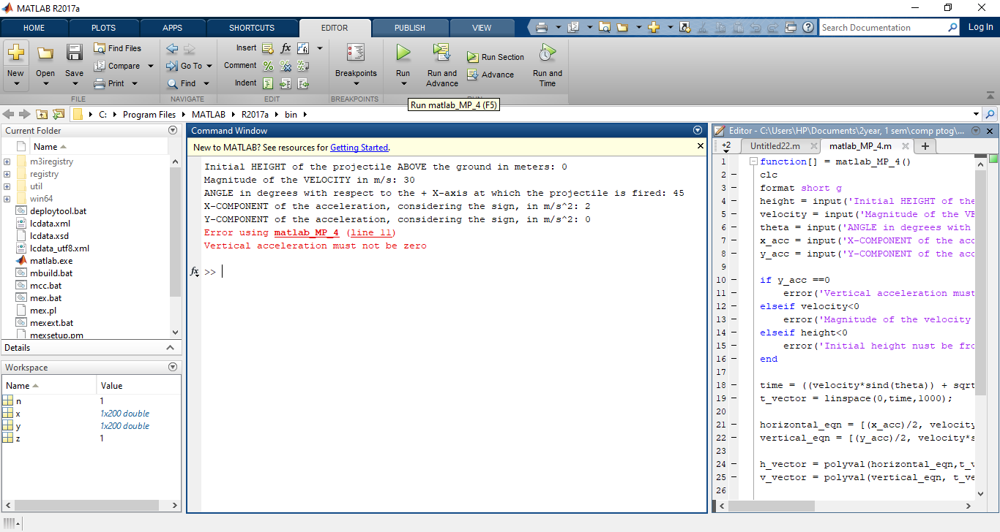 MATLAB R2017a
HOME PLOTS APPS SHORTCUTS EDITOR PUBLISH VIEW Search Documentation Log In
New Open Save Find Files Compare Print
FILE
Go To Find
NAVIGATE
Insert fx
Comment %
Indent
EDIT
Breakpoints
BREAKPOINTS
Run Run and Advance Run Section Advance Run and Time
RUN
Run matlab_MP_4 (F5)
C: Program Files MATLAB R2017a bin
Current Folder
Name
m3iregistry
registry
util
win64
deploytool.bat
lcdata.xml
lcdata.xsd
lcdata_utf8.xml
matlab.exe
mbuild.bat
mcc.bat
mex.bat
mex.pl
mexext.bat
mexsetup.pm
Details
Workspace
Name Value
n 1
x 1x200 double
y 1x200 double
z 1
Command Window
New to MATLAB? See resources for Getting Started.
Initial HEIGHT of the projectile ABOVE the ground in meters: 0
Magnitude of the VELOCITY in m/s: 30
ANGLE in degrees with respect to the + X-axis at which the projectile is fired: 45
X-COMPONENT of the acceleration, considering the sign, in m/s^2: 2
Y-COMPONENT of the acceleration, considering the sign, in m/s^2: 0
Error using matlab_MP_4 (line 11)
Vertical acceleration must not be zero
fx >>
Editor - C:\Users\HP\Documents\2year, 1 sem\comp ptog\...
+2 Untitled22.m matlab_MP_4.m
1 function[] = matlab_MP_4()
2 clc
3 format short g
4 height = input('Initial HEIGHT of the
5 velocity = input('Magnitude of the VE
6 theta = input('ANGLE in degrees with
7 x_acc = input('X-COMPONENT of the acc
8 y_acc = input('Y-COMPONENT of the acc
9
10 if y_acc ==0
11 error('Vertical acceleration must
12 elseif velocity<0
13 error('Magnitude of the velocity
14 elseif height<0
15 error('Initial height nust be fro
16 end
17
18 time = ((velocity*sind(theta)) + sqrt
19 t_vector = linspace(0,time,1000);
20
21 horizontal_eqn = [(x_acc)/2, velocity
22 vertical_eqn = [(y_acc)/2, velocity*s
23
24 h_vector = polyval(horizontal_eqn,t_v
25 v_vector = polyval(vertical_eqn, t_ve
26